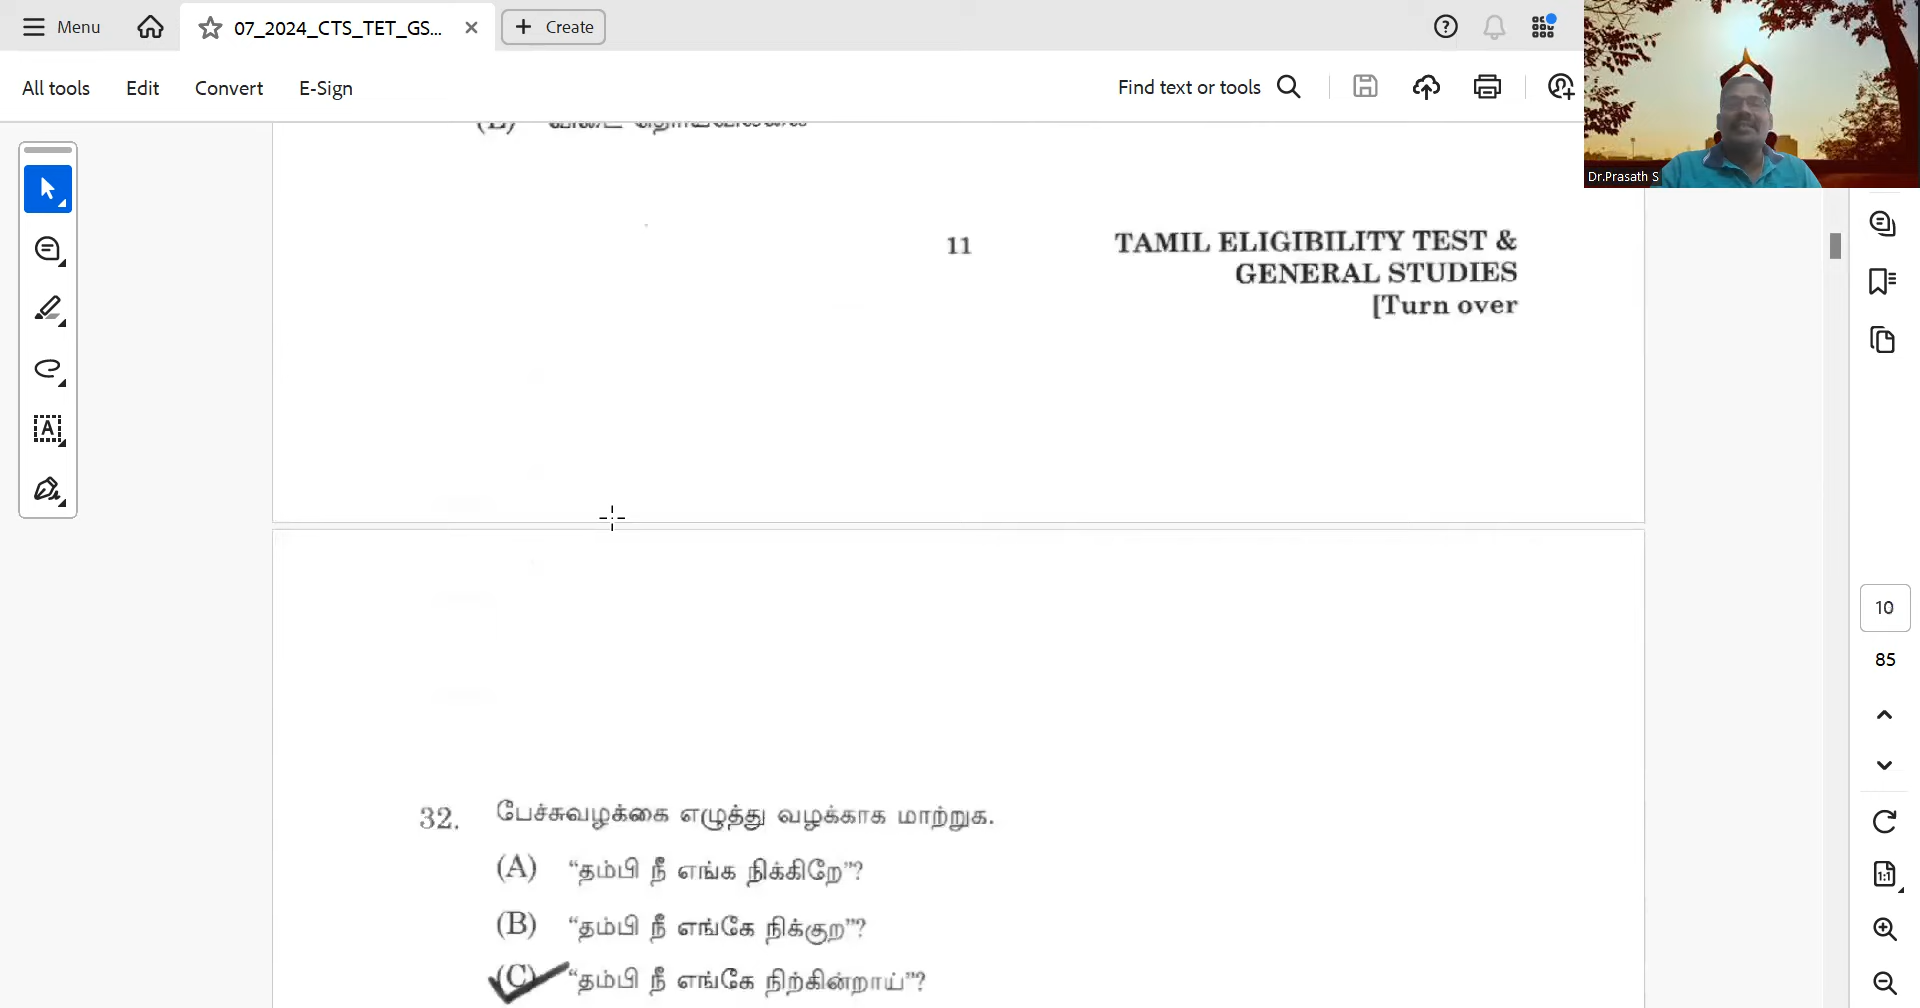 Menu
07_2024_CTS_TET_GS...
Create
All tools
Edit
Convert
E-Sign
Find text or tools
Dr.Prasath S
(E) விடை தெரியவில்லை
11
TAMIL ELIGIBILITY TEST &
GENERAL STUDIES
[Turn over
10
85
32. பேச்சுவழக்கை எழுத்து வழக்காக மாற்றுக.
(A) “தம்பி நீ எங்க நிக்கிறே”?
(B) “தம்பி நீ எங்கே நிக்குற”?
(C) “தம்பி நீ எங்கே நிற்கின்றாய்”?